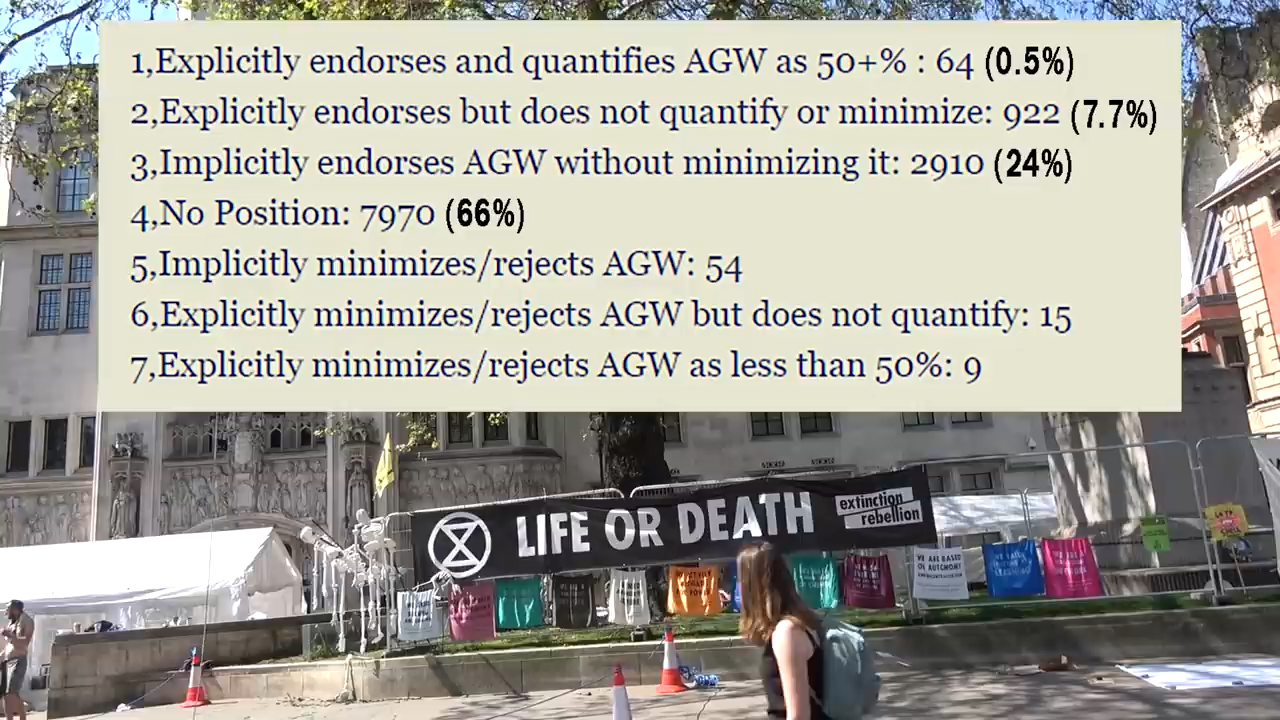 1,Explicitly endorses and quantifies AGW as 50+% : 64 (0.5%)
2,Explicitly endorses but does not quantify or minimize: 922 (7.7%)
3,Implicitly endorses AGW without minimizing it: 2910 (24%)
4,No Position: 7970 (66%)
5,Implicitly minimizes/rejects AGW: 54
6,Explicitly minimizes/rejects AGW but does not quantify: 15
7,Explicitly minimizes/rejects AGW as less than 50%: 9
LIFE OR DEATH
extinction
rebellion
WE ARE BASED